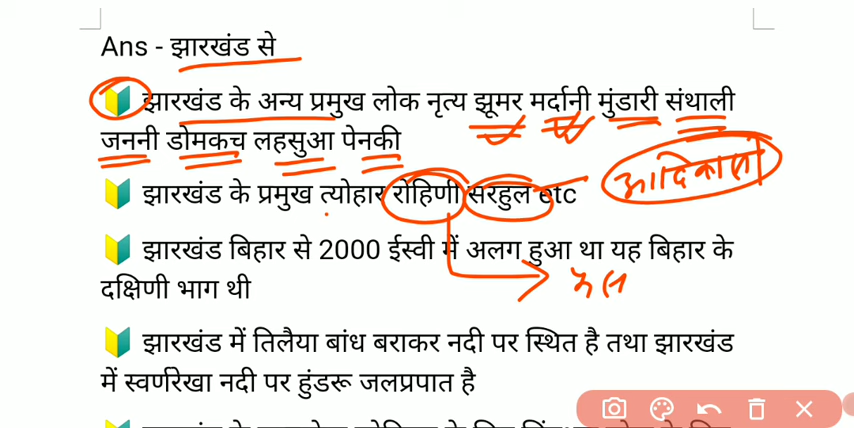 Ans - झारखंड से
🔰 झारखंड के अन्य प्रमुख लोक नृत्य झूमर मर्दानी मुंडारी संथाली
जननी डोमकच लहसुआ पेनकी
आदिवासी
🔰 झारखंड के प्रमुख त्योहार रोहिणी सरहुल etc
🔰 झारखंड बिहार से 2000 ईस्वी में अलग हुआ था यह बिहार के
दक्षिणी भाग थी
🔰 झारखंड में तिलैया बांध बराकर नदी पर स्थित है तथा झारखंड
में स्वर्णरेखा नदी पर हुंडरू जलप्रपात है